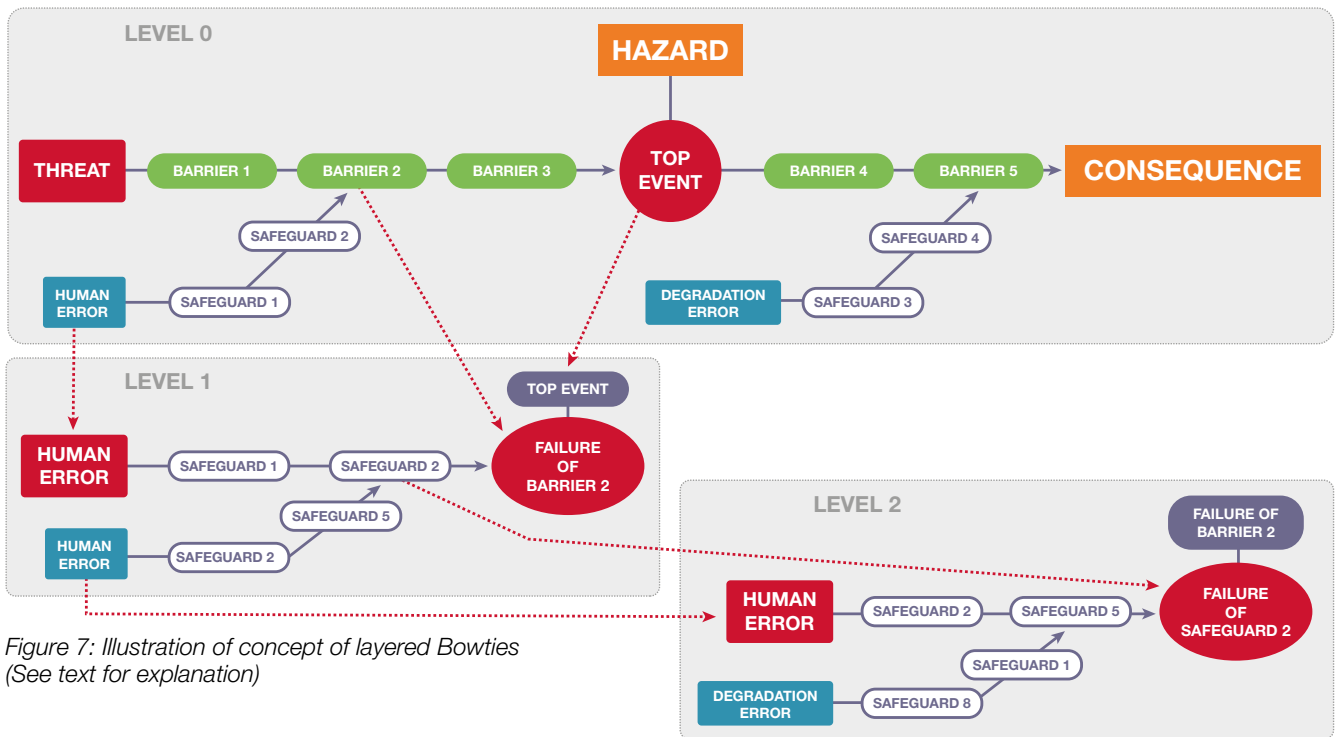 LEVEL 0
HAZARD
THREAT
BARRIER 1
BARRIER 2
BARRIER 3
TOP
EVENT
BARRIER 4
BARRIER 5
CONSEQUENCE
SAFEGUARD 2
SAFEGUARD 4
HUMAN
ERROR
SAFEGUARD 1
DEGRADATION
ERROR
SAFEGUARD 3
LEVEL 1
TOP EVENT
HUMAN
ERROR
SAFEGUARD 1
SAFEGUARD 2
FAILURE
OF
BARRIER 2
SAFEGUARD 5
HUMAN
ERROR
SAFEGUARD 2
LEVEL 2
FAILURE OF
BARRIER 2
HUMAN
ERROR
SAFEGUARD 2
SAFEGUARD 5
FAILURE
OF
SAFEGUARD 2
SAFEGUARD 1
DEGRADATION
ERROR
SAFEGUARD 8
Figure 7: Illustration of concept of layered Bowties
(See text for explanation)